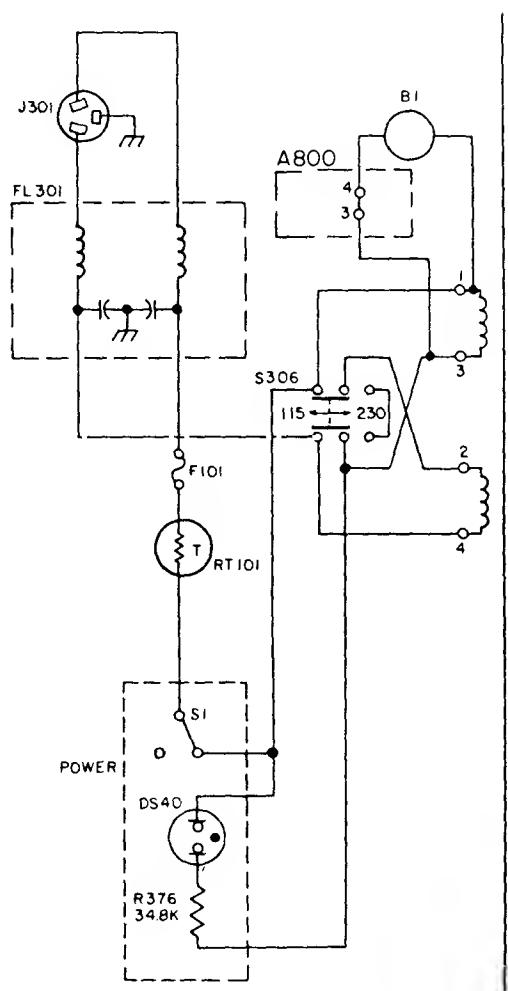 J301
B1
A800
4
3
FL301
1
3
S306
115
230
2
4
F101
T
RT101
S1
POWER
DS40
R376
34.8K